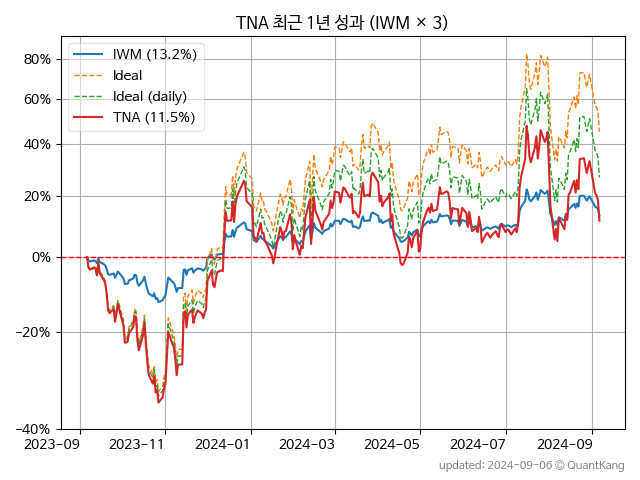 TNA 최근 1년 성과 (IWM × 3)
IWM (13.2%)
Ideal
Ideal (daily)
TNA (11.5%)
80%
60%
40%
20%
0%
−20%
−40%
2023-09 2023-11 2024-01 2024-03 2024-05 2024-07 2024-09
updated: 2024-09-06 © QuantKang